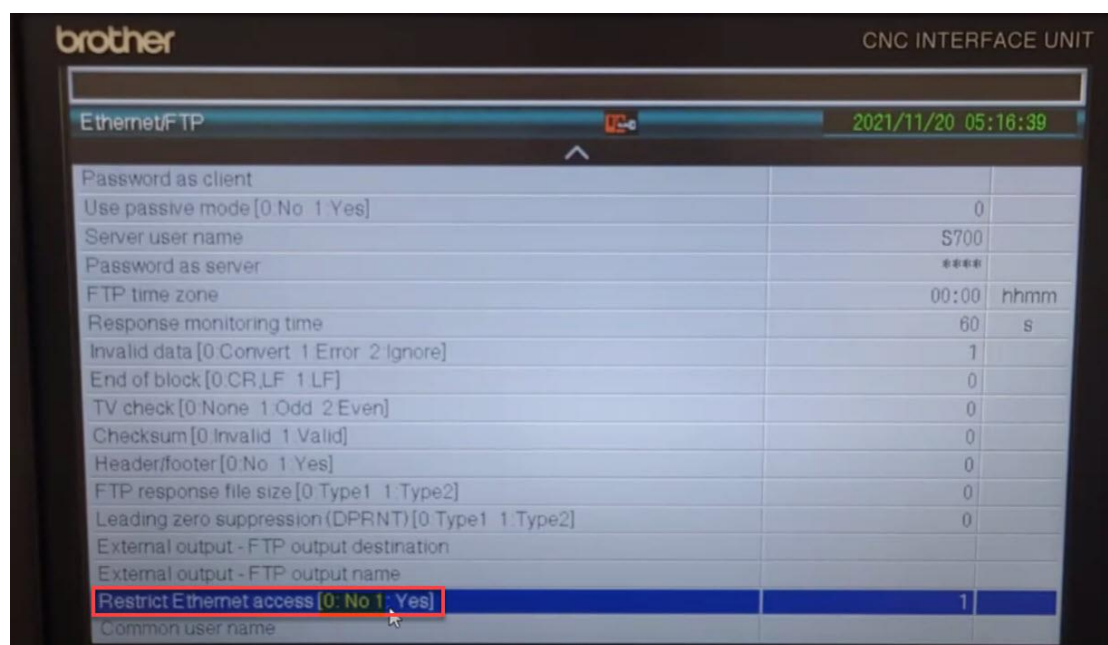 brother CNC INTERFACE UNIT
Ethernet/FTP 2021/11/20 05:16:39
Password as client
Use passive mode [0:No 1:Yes] 0
Server user name S700
Password as server ****
FTP time zone 00:00 hhmm
Response monitoring time 60 s
Invalid data [0:Convert 1:Error 2:Ignore] 1
End of block [0:CR,LF 1:LF] 0
TV check [0:None 1:Odd 2:Even] 0
Checksum [0:Invalid 1:Valid] 0
Header/footer [0:No 1:Yes] 0
FTP response file size [0:Type1 1:Type2] 0
Leading zero suppression (DPRNT) [0:Type1 1:Type2] 0
External output - FTP output destination
External output - FTP output name
Restrict Ethernet access [0: No 1: Yes] 1
Common user name